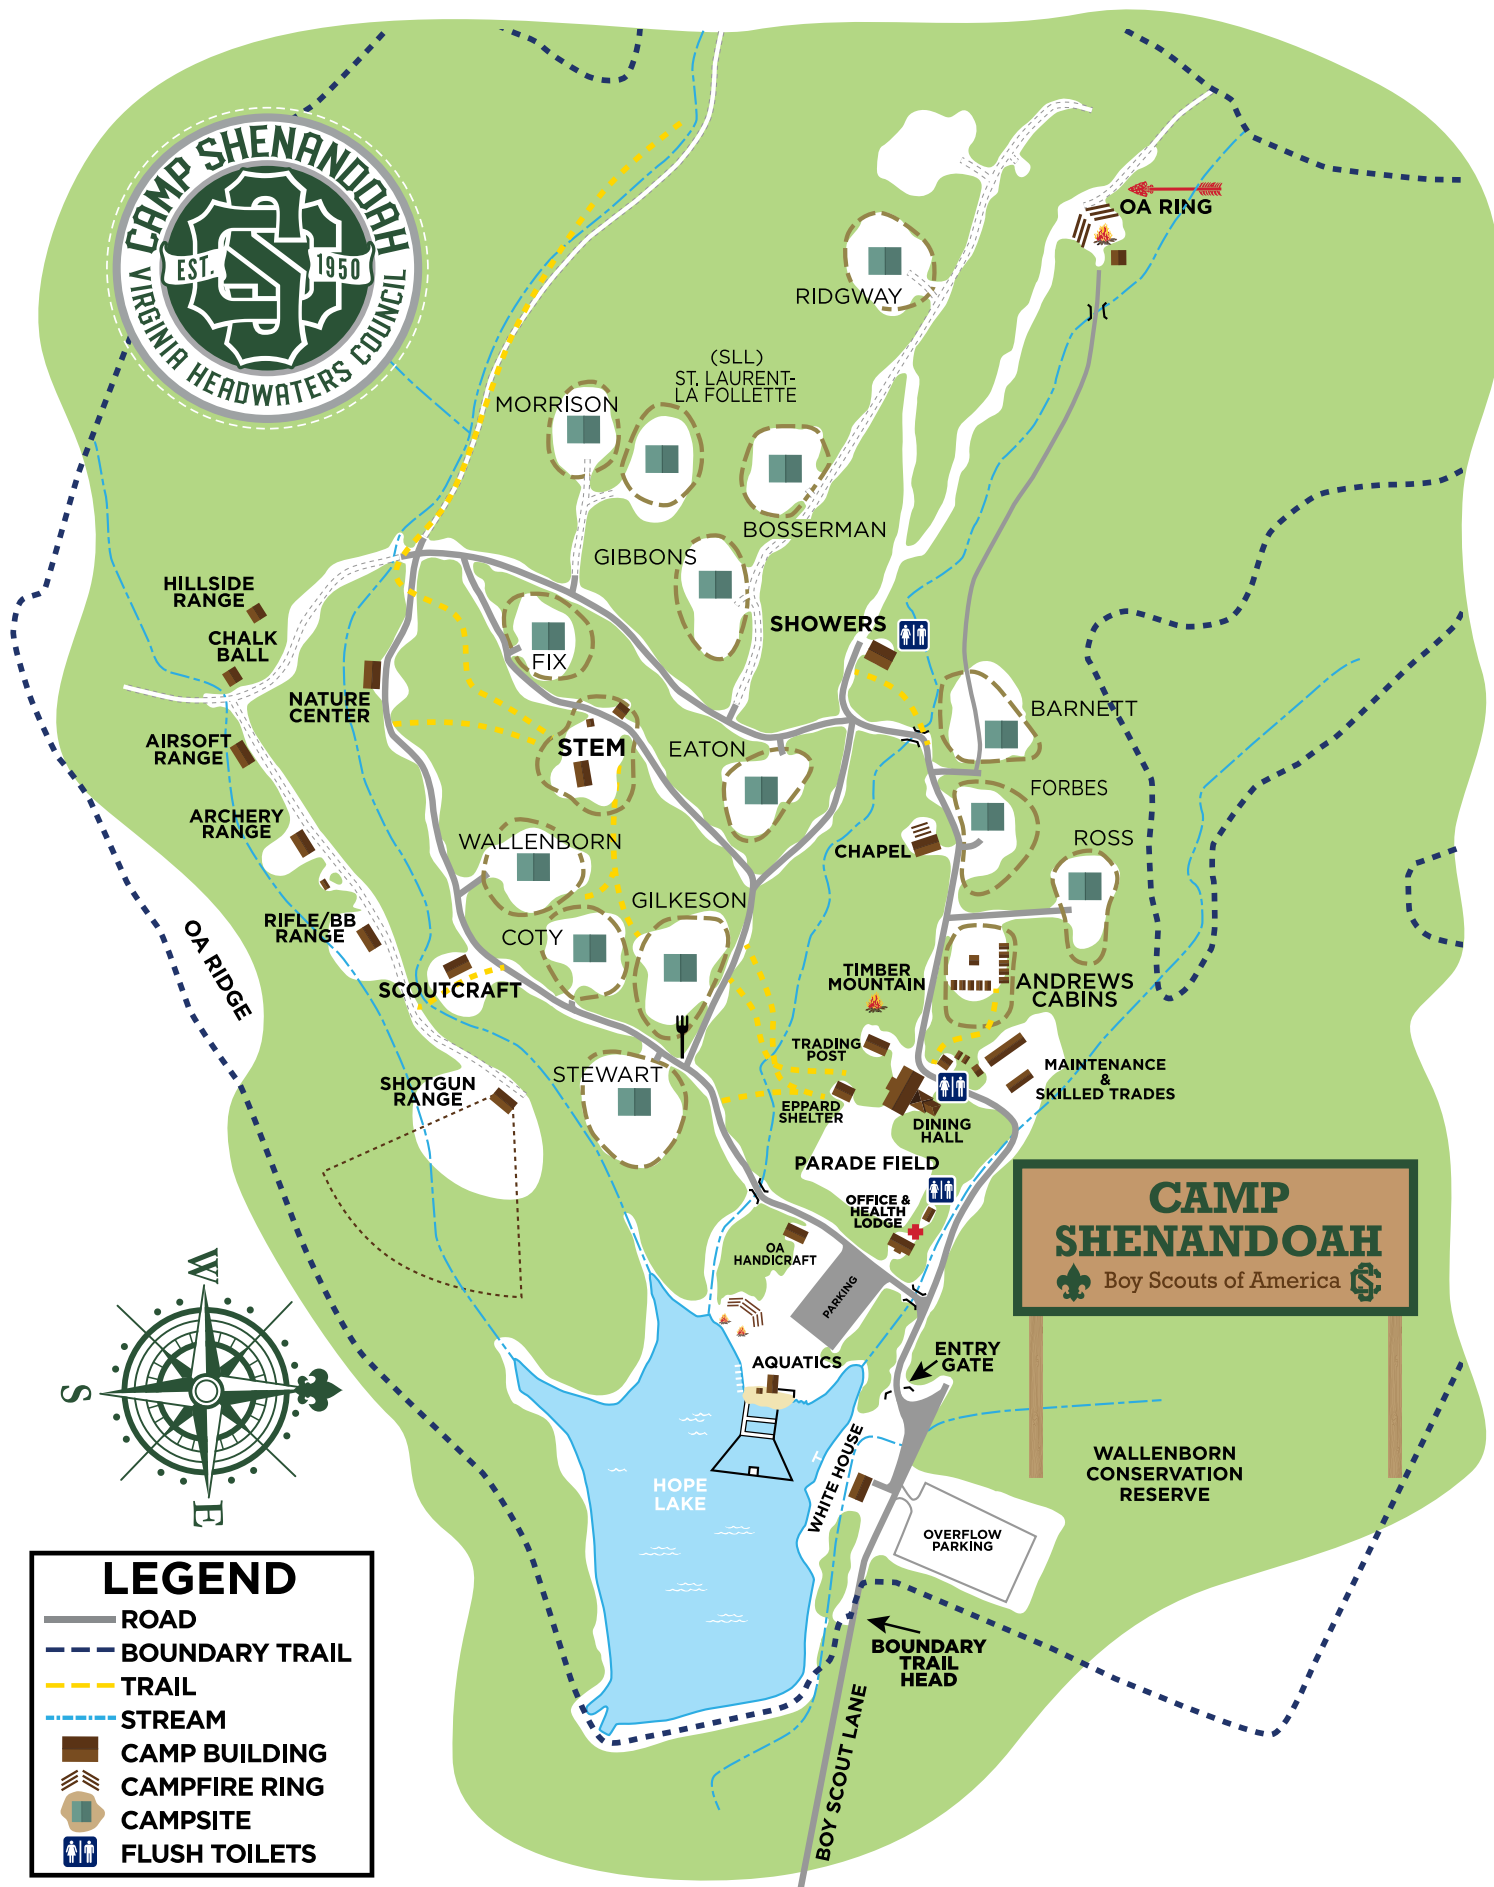 CAMP SHENANDOAH
EST. 1950
VIRGINIA HEADWATERS COUNCIL
OA RING
RIDGWAY
(SLL)
ST. LAURENT-
LA FOLLETTE
MORRISON
BOSSERMAN
GIBBONS
HILLSIDE
RANGE
CHALK
BALL
SHOWERS
FIX
NATURE
CENTER
BARNETT
AIRSOFT
RANGE
STEM
EATON
FORBES
ARCHERY
RANGE
WALLENBORN
CHAPEL
ROSS
GILKESON
RIFLE/BB
RANGE
COTY
OA RIDGE
SCOUTCRAFT
TIMBER
MOUNTAIN
ANDREWS
CABINS
TRADING
POST
MAINTENANCE
&
SKILLED TRADES
STEWART
SHOTGUN
RANGE
EPPARD
SHELTER
DINING
HALL
PARADE FIELD
OFFICE &
HEALTH
LODGE
CAMP
SHENANDOAH
Boy Scouts of America
SC
OA
HANDICRAFT
PARKING
W
S
E
AQUATICS
ENTRY
GATE
WHITE HOUSE
HOPE
LAKE
WALLENBORN
CONSERVATION
RESERVE
OVERFLOW
PARKING
BOUNDARY
TRAIL
HEAD
BOY SCOUT LANE
LEGEND
ROAD
BOUNDARY TRAIL
TRAIL
STREAM
CAMP BUILDING
CAMPFIRE RING
CAMPSITE
FLUSH TOILETS